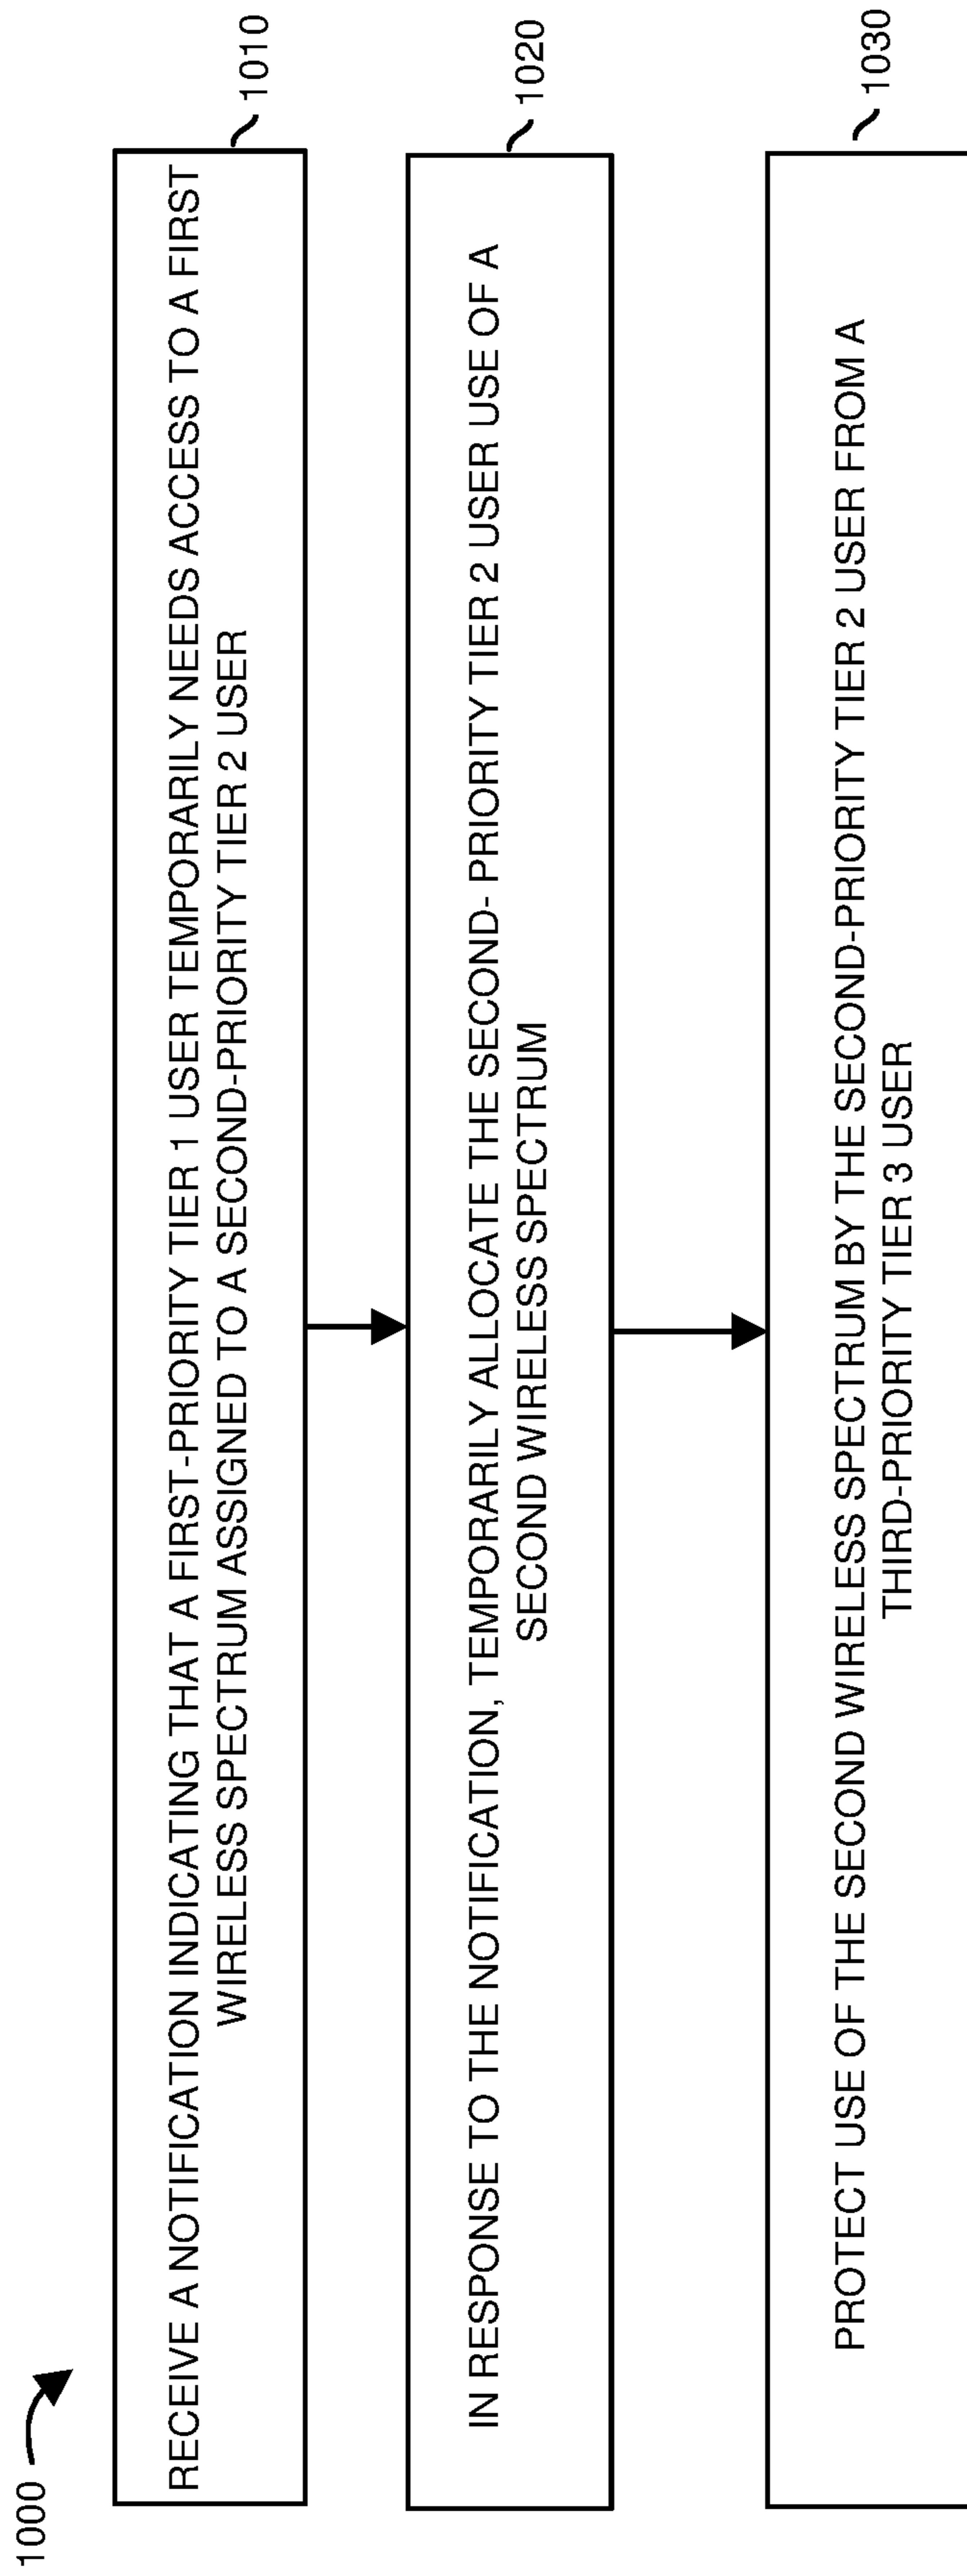 1000
RECEIVE A NOTIFICATION INDICATING THAT A FIRST-PRIORITY TIER 1 USER TEMPORARILY NEEDS ACCESS TO A FIRST
WIRELESS SPECTRUM ASSIGNED TO A SECOND-PRIORITY TIER 2 USER
1010
IN RESPONSE TO THE NOTIFICATION, TEMPORARILY ALLOCATE THE SECOND- PRIORITY TIER 2 USER USE OF A
SECOND WIRELESS SPECTRUM
1020
PROTECT USE OF THE SECOND WIRELESS SPECTRUM BY THE SECOND-PRIORITY TIER 2 USER FROM A
THIRD-PRIORITY TIER 3 USER
1030